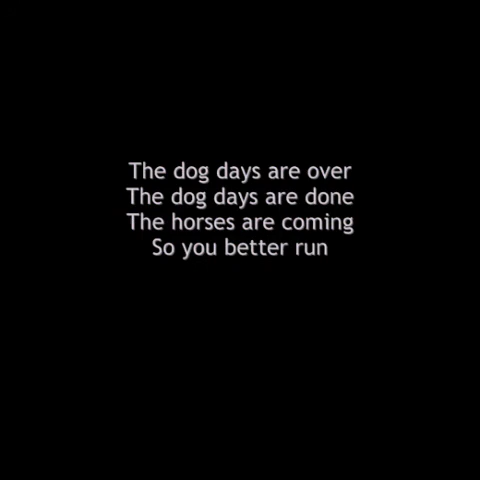 The dog days are over
The dog days are done
The horses are coming
So you better run